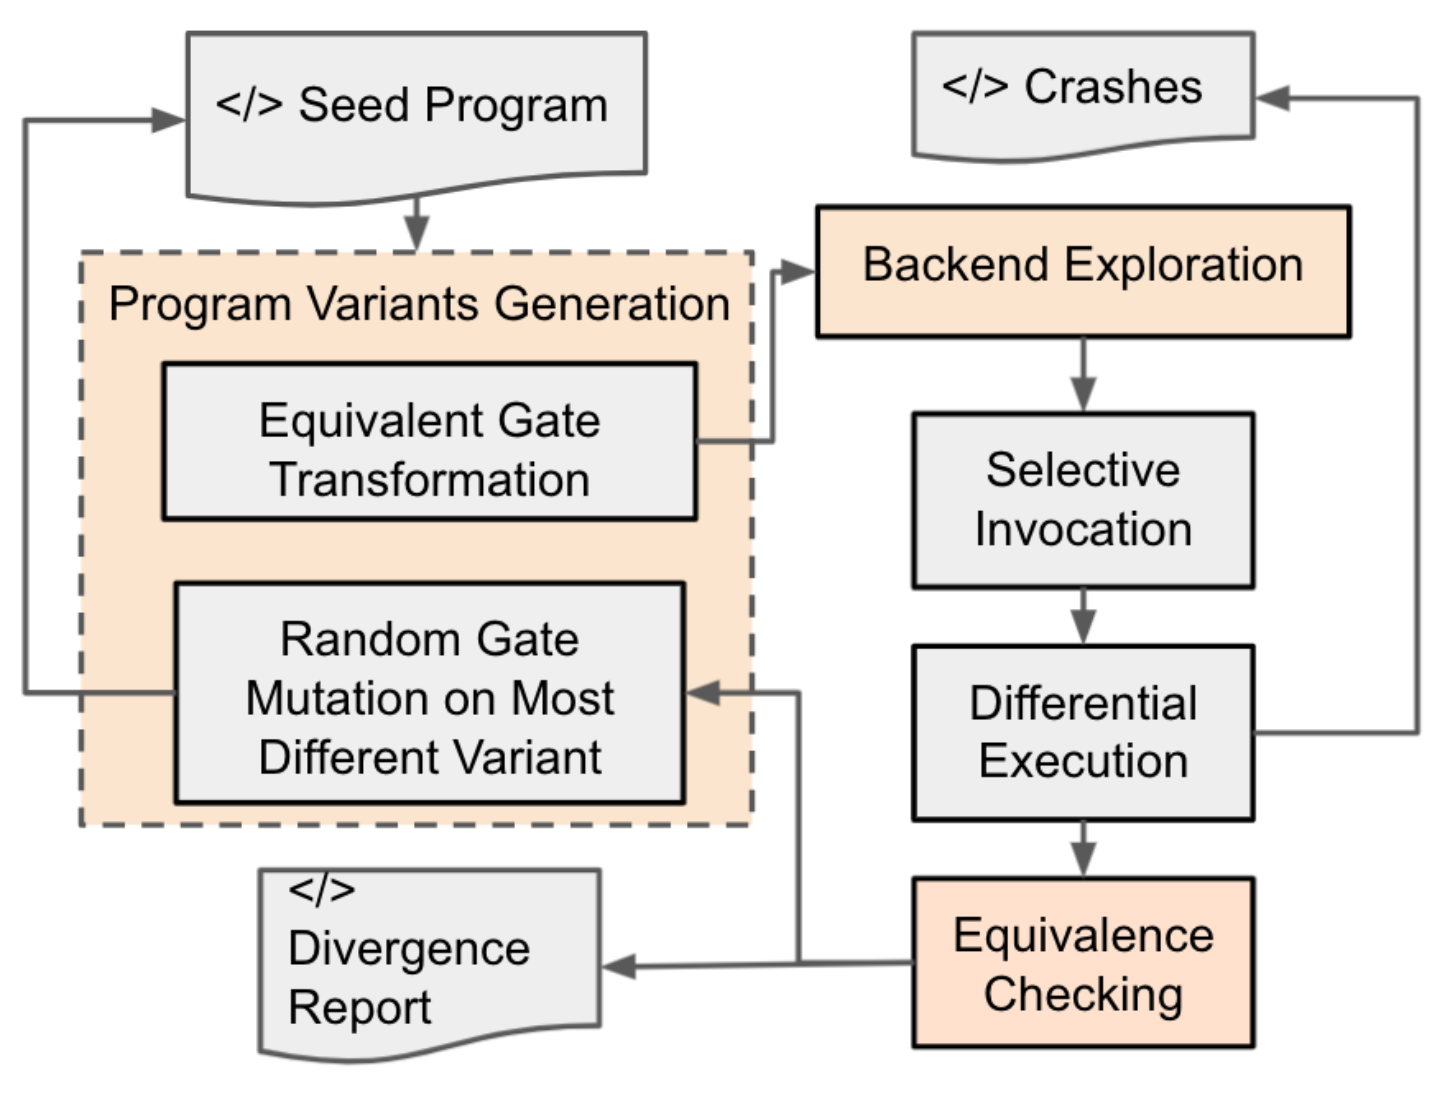 </> Seed Program
Program Variants Generation
Equivalent Gate
Transformation
Random Gate
Mutation on Most
Different Variant
</>
Divergence
Report
</> Crashes
Backend Exploration
Selective
Invocation
Differential
Execution
Equivalence
Checking